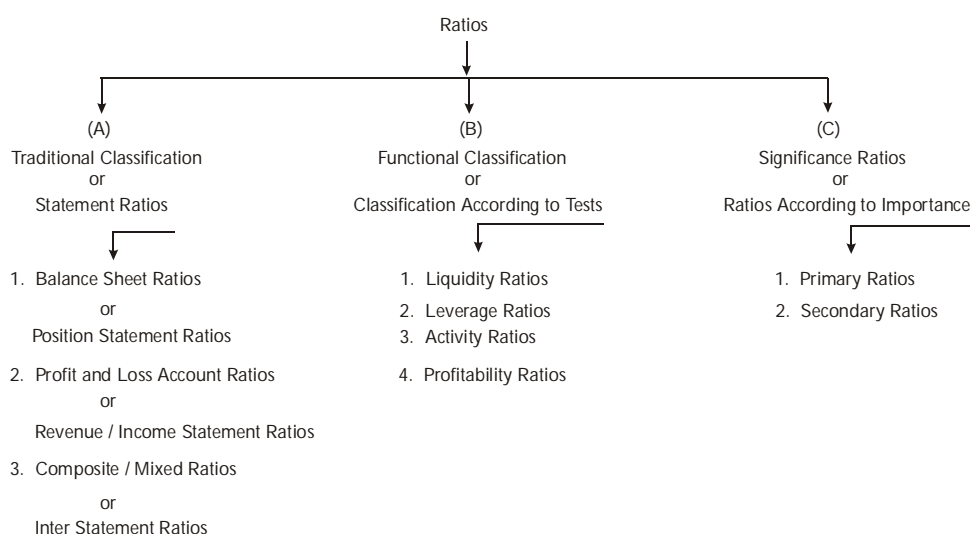 Ratios
(A)
Traditional Classification
or
Statement Ratios
1. Balance Sheet Ratios
or
Position Statement Ratios
2. Profit and Loss Account Ratios
or
Revenue / Income Statement Ratios
3. Composite / Mixed Ratios
or
Inter Statement Ratios
(B)
Functional Classification
or
Classification According to Tests
1. Liquidity Ratios
2. Leverage Ratios
3. Activity Ratios
4. Profitability Ratios
(C)
Significance Ratios
or
Ratios According to Importance
1. Primary Ratios
2. Secondary Ratios